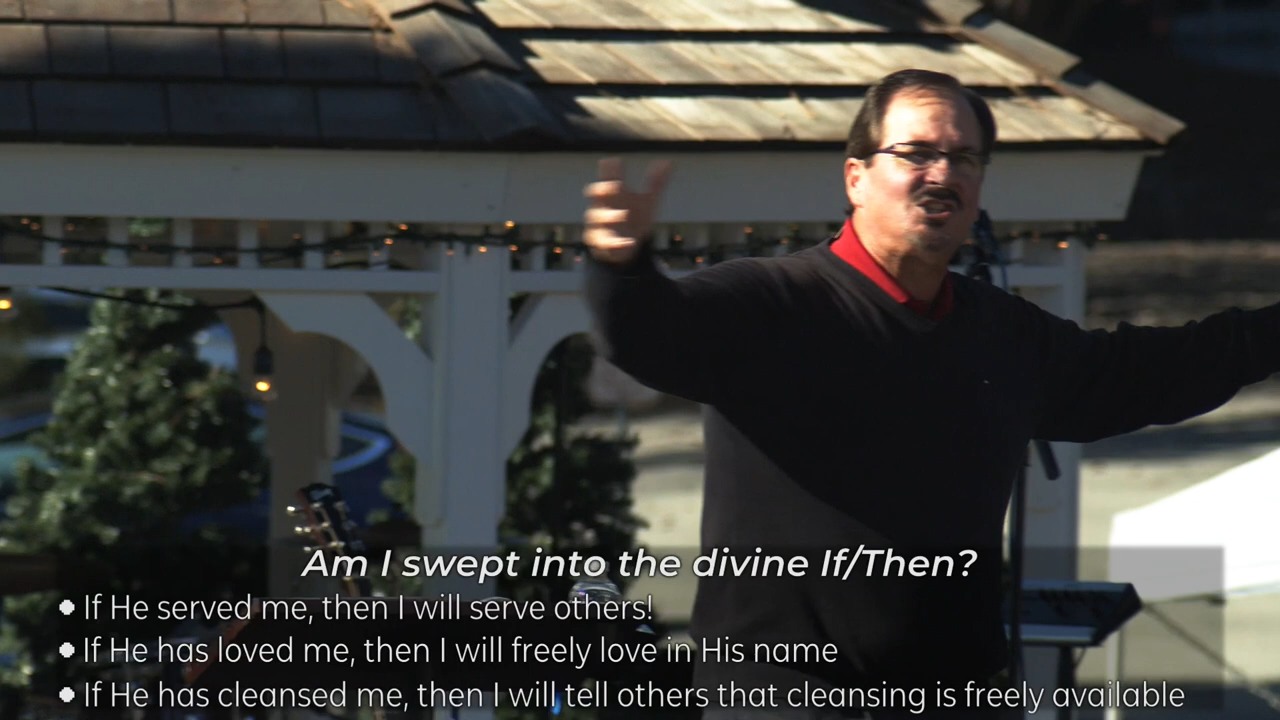 Am I swept into the divine If/Then?
• If He served me, then I will serve others!
• If He has loved me, then I will freely love in His name
• If He has cleansed me, then I will tell others that cleansing is freely available